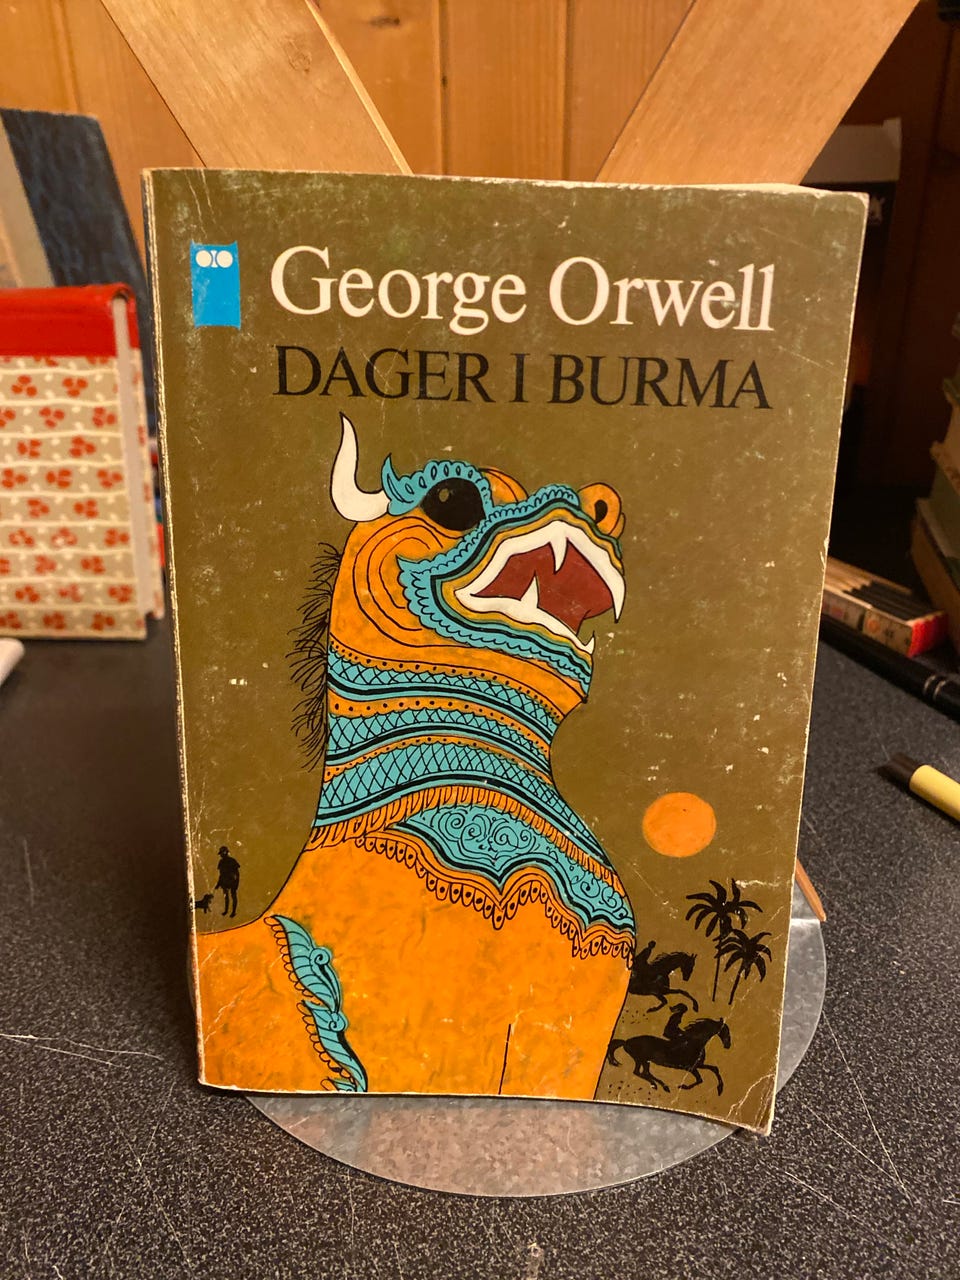 George Orwell
DAGER I BURMA